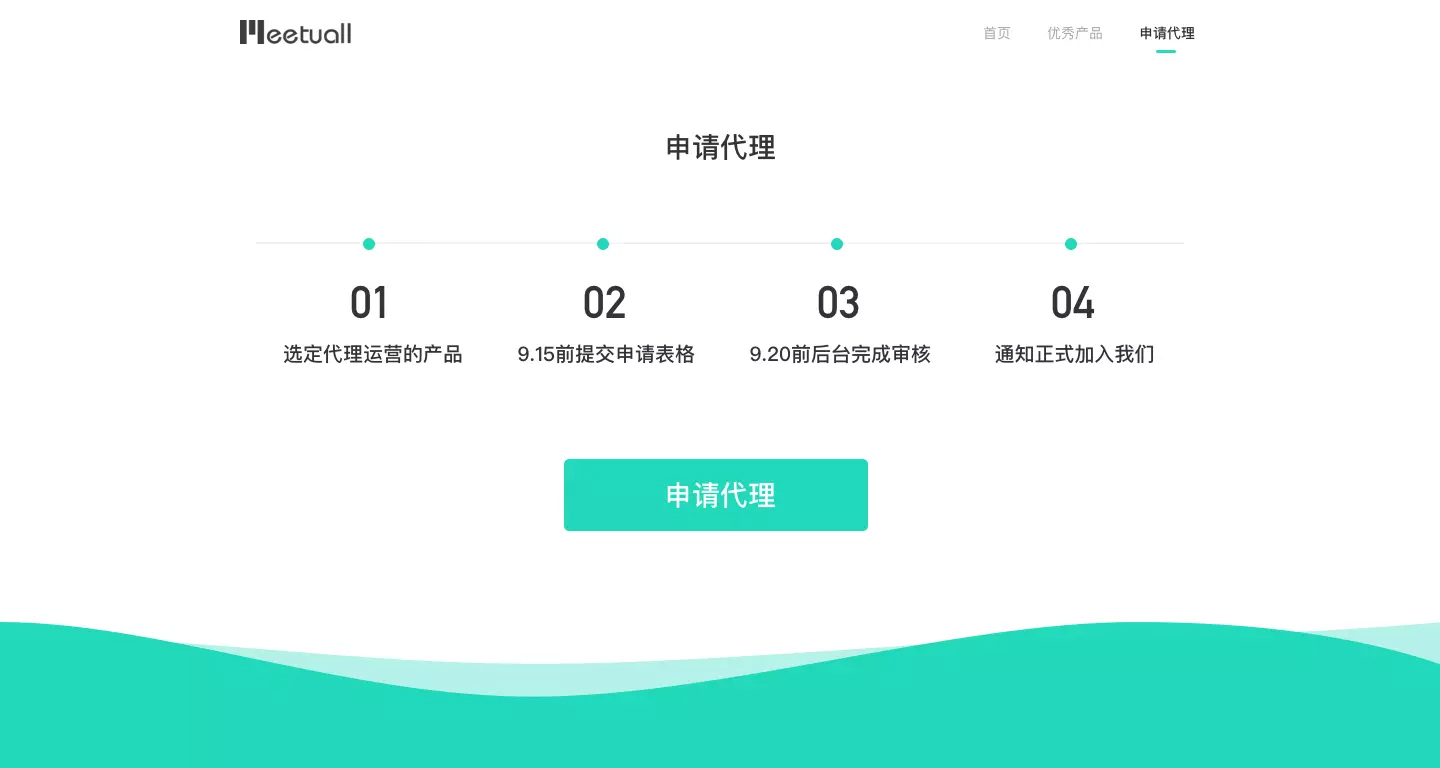 Meetuall
首页 优秀产品 申请代理
申请代理
01 02 03 04
选定代理运营的产品 9.15前提交申请表格 9.20前后台完成审核 通知正式加入我们
申请代理